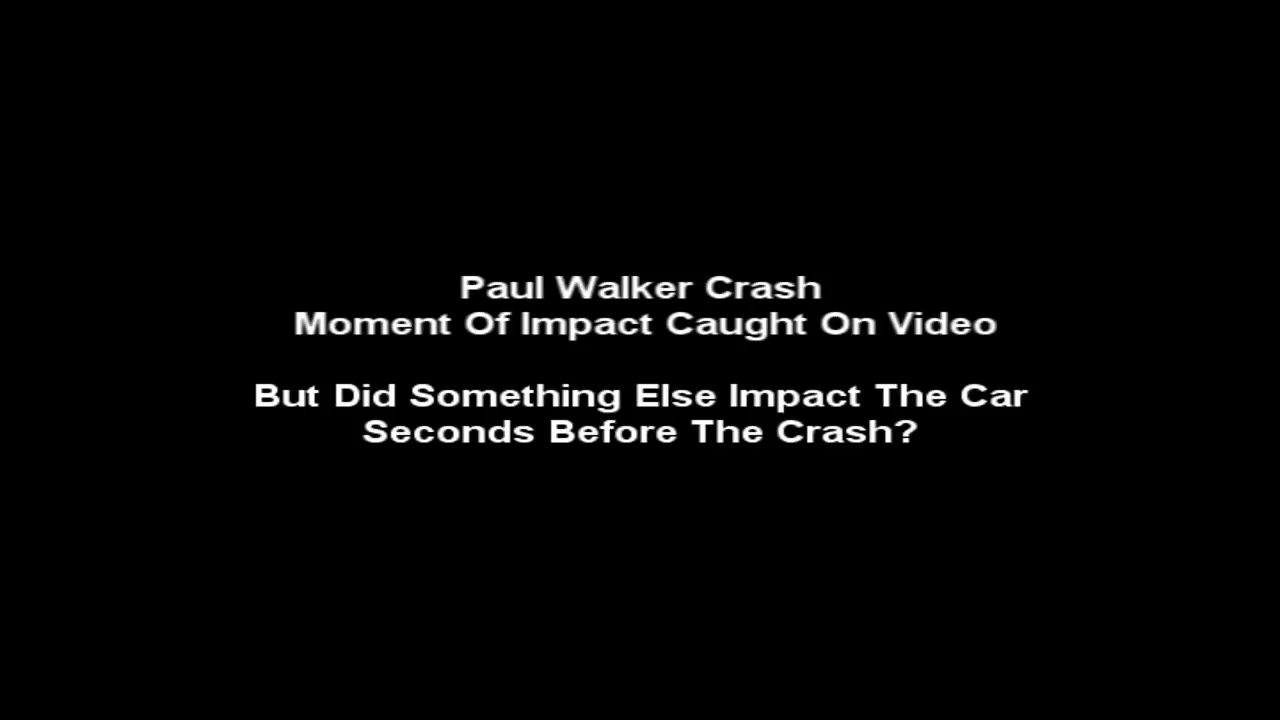 Paul Walker Crash
Moment Of Impact Caught On Video
But Did Something Else Impact The Car
Seconds Before The Crash?